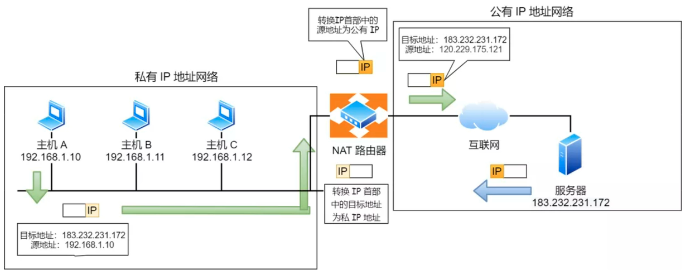 公有 IP 地址网络
转换IP首部中的
源地址为公有 IP
目标地址: 183.232.231.172
源地址: 120.229.175.121
IP
IP
私有 IP 地址网络
主机 A
192.168.1.10
主机 B
192.168.1.11
主机 C
192.168.1.12
NAT 路由器
互联网
IP
IP
服务器
183.232.231.172
转换 IP 首部
中的目标地址
为私 IP 地址
IP
目标地址: 183.232.231.172
源地址: 192.168.1.10